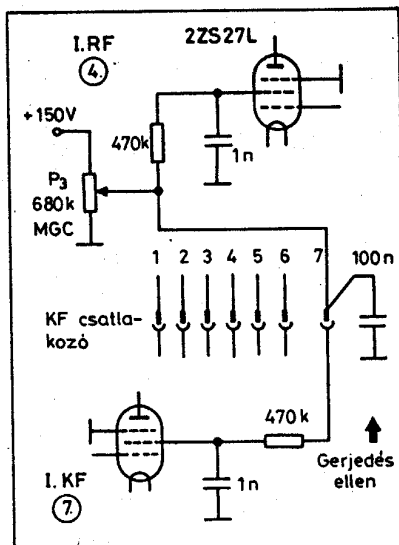 I.RF
2ZS27L
4.
+150V
470k
1n
P3
680k
MGC
1 2 3 4 5 6 7
100n
KF csatla-
kozó
470k
I. KF
7.
1n
Gerjedés
ellen